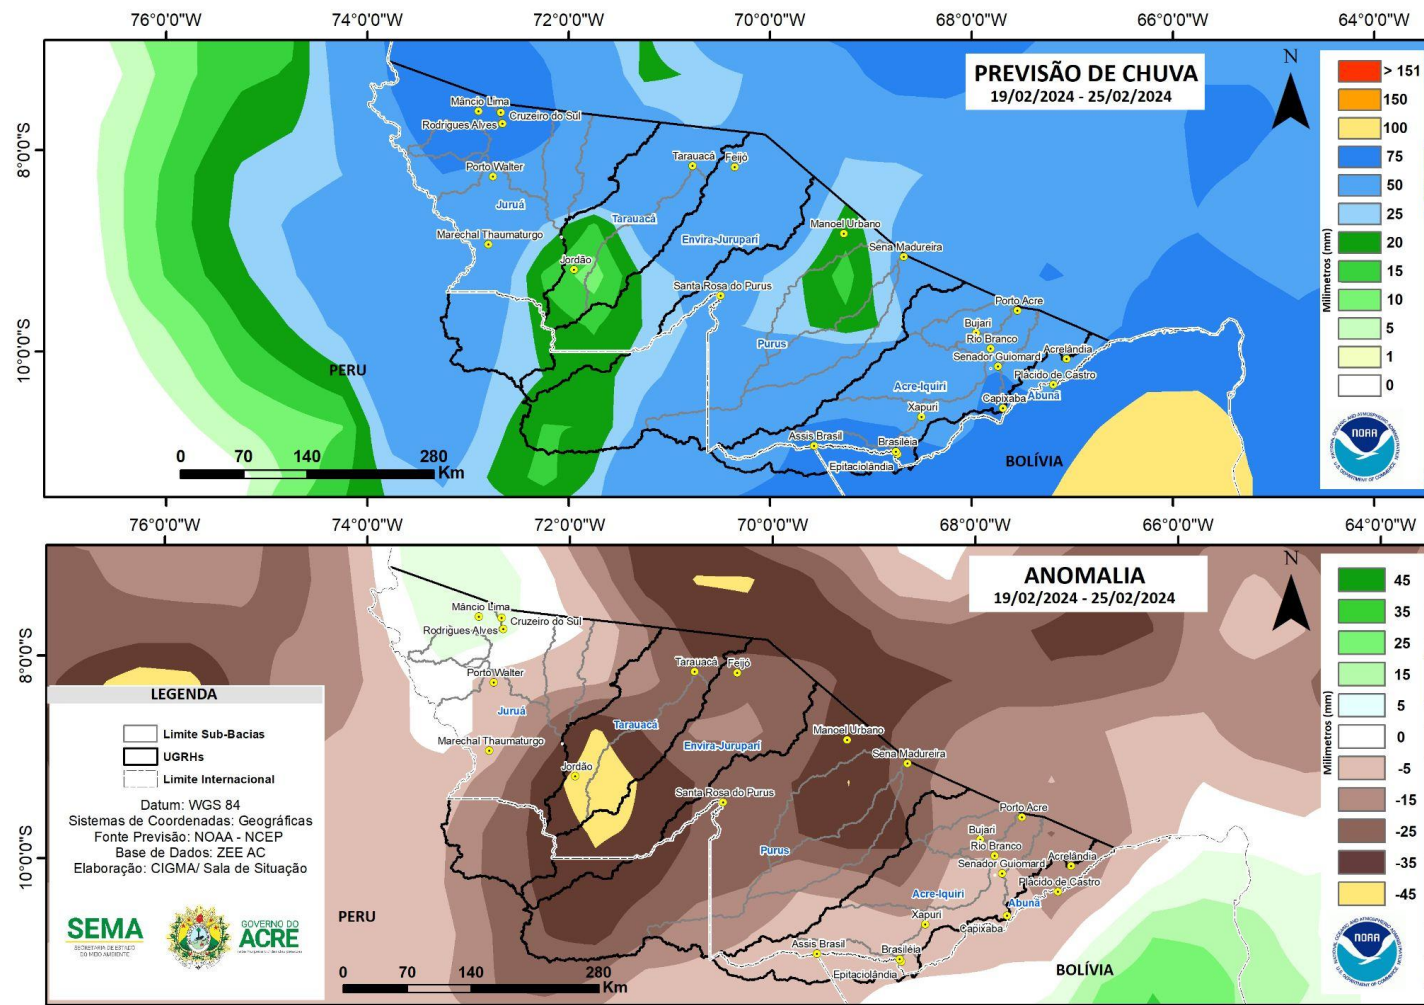 76°0'0"W 74°0'0"W 72°0'0"W 70°0'0"W 68°0'0"W 66°0'0"W 64°0'0"W
8°0'0"S
10°0'0"S
PREVISÃO DE CHUVA
19/02/2024 - 25/02/2024
N
Milímetros (mm)
> 151
150
100
75
50
25
20
15
10
5
1
0
Mâncio Lima
Cruzeiro do Sul
Rodrigues Alves
Porto Walter
Juruá
Marechal Thaumaturgo
Tarauacá
Feijó
Tarauacá
Envira-Jurupari
Jordão
Santa Rosa do Purus
Manoel Urbano
Sena Madureira
Purus
Porto Acre
Bujari
Rio Branco
Senador Guiomard
Acrelândia
Plácido de Castro
Acre-Iquiri
Abunã
Capixaba
Xapuri
Assis Brasil
Brasiléia
Epitaciolândia
PERU
BOLÍVIA
0 70 140 280
Km
NOAA
76°0'0"W 74°0'0"W 72°0'0"W 70°0'0"W 68°0'0"W 66°0'0"W 64°0'0"W
8°0'0"S
10°0'0"S
ANOMALIA
19/02/2024 - 25/02/2024
N
Milímetros (mm)
45
35
25
15
5
0
-5
-15
-25
-35
-45
Mâncio Lima
Cruzeiro do Sul
Rodrigues Alves
Porto Walter
Juruá
Marechal Thaumaturgo
Tarauacá
Feijó
Tarauacá
Envira-Jurupari
Jordão
Santa Rosa do Purus
Manoel Urbano
Sena Madureira
Purus
Porto Acre
Bujari
Rio Branco
Senador Guiomard
Acrelândia
Plácido de Castro
Acre-Iquiri
Abunã
Capixaba
Xapuri
Assis Brasil
Brasiléia
Epitaciolândia
PERU
BOLÍVIA
0 70 140 280
Km
NOAA
LEGENDA
Limite Sub-Bacias
UGRHs
Limite Internacional
Datum: WGS 84
Sistemas de Coordenadas: Geográficas
Fonte Previsão: NOAA - NCEP
Base de Dados: ZEE AC
Elaboração: CIGMA/ Sala de Situação
SEMA
SECRETARIA DE ESTADO
DO MEIO AMBIENTE
GOVERNO DO
ACRE